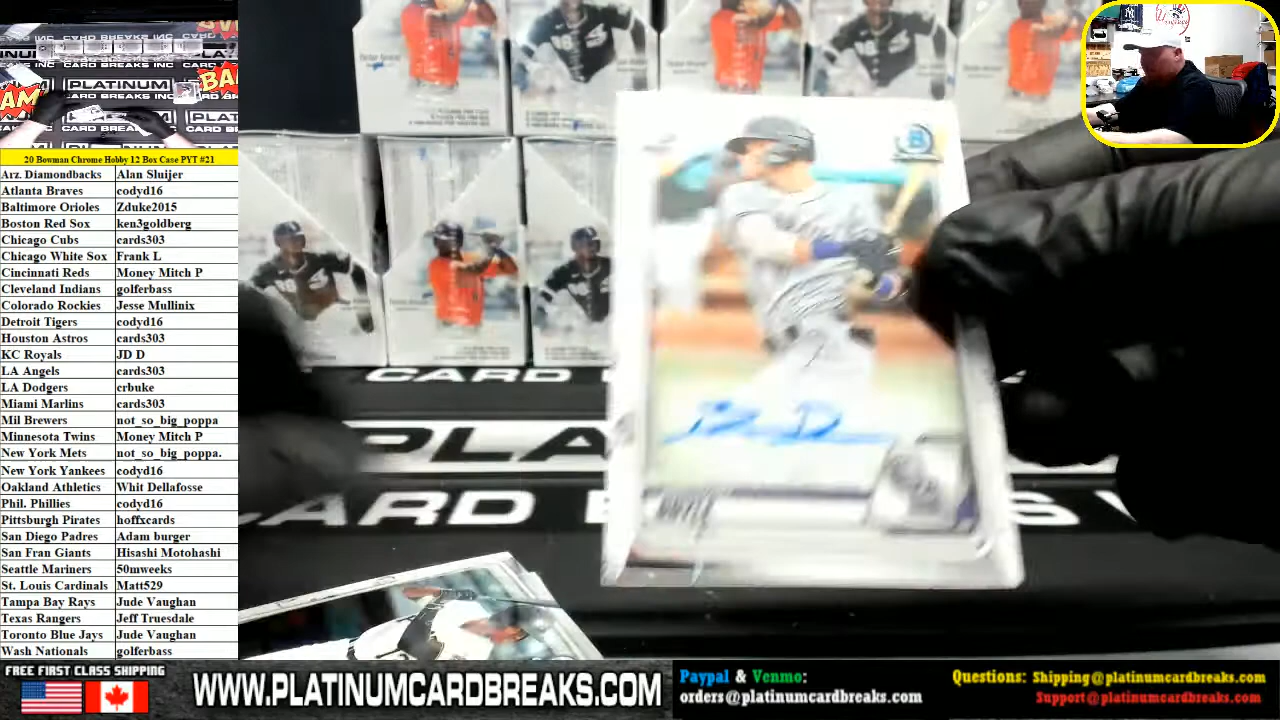 PLATINUM
CARD BREAKS INC
20 Bowman Chrome Hobby 12 Box Case PYT #21
Arz. Diamondbacks Alan Sluijer
Atlanta Braves codyd16
Baltimore Orioles Zduke2015
Boston Red Sox ken3goldberg
Chicago Cubs cards303
Chicago White Sox Frank L
Cincinnati Reds Money Mitch P
Cleveland Indians golferbass
Colorado Rockies Jesse Mullinix
Detroit Tigers codyd16
Houston Astros cards303
KC Royals JD D
LA Angels cards303
LA Dodgers crbuke
Miami Marlins cards303
Mil Brewers not_so_big_poppa
Minnesota Twins Money Mitch P
New York Mets not_so_big_poppa.
New York Yankees codyd16
Oakland Athletics Whit Dellafosse
Phil. Phillies codyd16
Pittsburgh Pirates hoffxcards
San Diego Padres Adam burger
San Fran Giants Hisashi Motohashi
Seattle Mariners 50mweeks
St. Louis Cardinals Matt529
Tampa Bay Rays Jude Vaughan
Texas Rangers Jeff Truesdale
Toronto Blue Jays Jude Vaughan
Wash Nationals golferbass
CARD
PLA
CARD
FREE FIRST CLASS SHIPPING
WWW.PLATINUMCARDBREAKS.COM
Paypal & Venmo:
orders@platinumcardbreaks.com
Questions: Shipping@platinumcardbreaks.com
Support@platinumcardbreaks.com